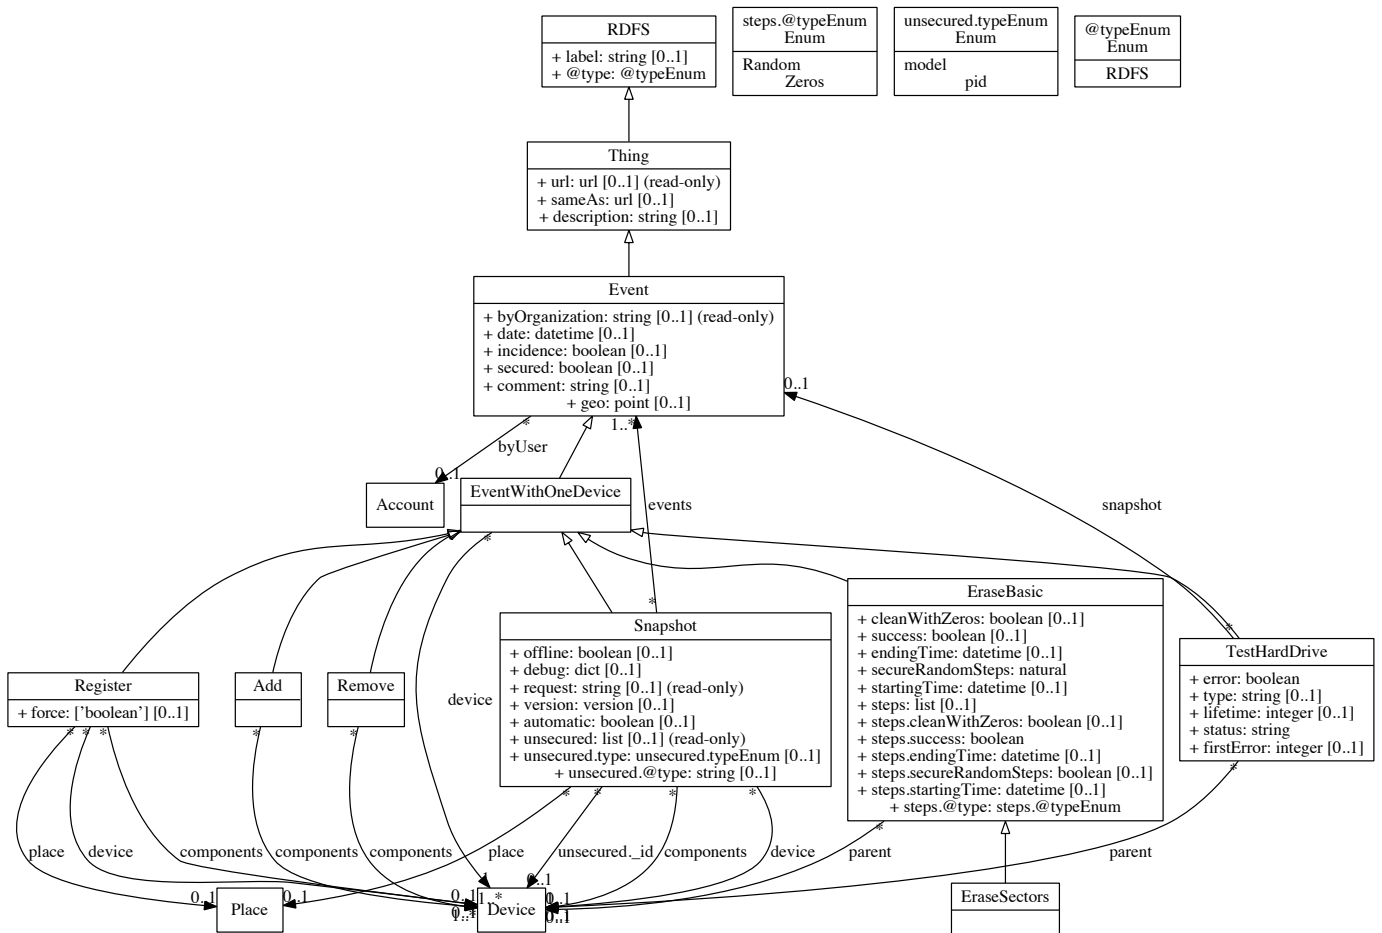 RDFS
+ label: string [0..1]
+ @type: @typeEnum
steps.@typeEnum
Enum
Random
Zeros
unsecured.typeEnum
Enum
model
pid
@typeEnum
Enum
RDFS
Thing
+ url: url [0..1] (read-only)
+ sameAs: url [0..1]
+ description: string [0..1]
Event
+ byOrganization: string [0..1] (read-only)
+ date: datetime [0..1]
+ incidence: boolean [0..1]
+ secured: boolean [0..1]
+ comment: string [0..1]
+ geo: point [0..1]
0..1
*
1..*
byUser
0..1
Account
EventWithOneDevice
events
snapshot
*
*
*
EraseBasic
+ cleanWithZeros: boolean [0..1]
+ success: boolean [0..1]
+ endingTime: datetime [0..1]
+ secureRandomSteps: natural
+ startingTime: datetime [0..1]
+ steps: list [0..1]
+ steps.cleanWithZeros: boolean [0..1]
+ steps.success: boolean
+ steps.endingTime: datetime [0..1]
+ steps.secureRandomSteps: boolean [0..1]
+ steps.startingTime: datetime [0..1]
+ steps.@type: steps.@typeEnum
Snapshot
+ offline: boolean [0..1]
+ debug: dict [0..1]
+ request: string [0..1] (read-only)
+ version: version [0..1]
+ automatic: boolean [0..1]
+ unsecured: list [0..1] (read-only)
+ unsecured.type: unsecured.typeEnum [0..1]
+ unsecured.@type: string [0..1]
TestHardDrive
+ error: boolean
+ type: string [0..1]
+ lifetime: integer [0..1]
+ status: string
+ firstError: integer [0..1]
Register
+ force: ['boolean'] [0..1]
Add
Remove
device
* * *
*
*
* * * *
*
*
place
device
components
components
components
place
unsecured._id
components
device
parent
parent
0..1
Place
0..1
0..1
1..*
Device
0..1
EraseSectors